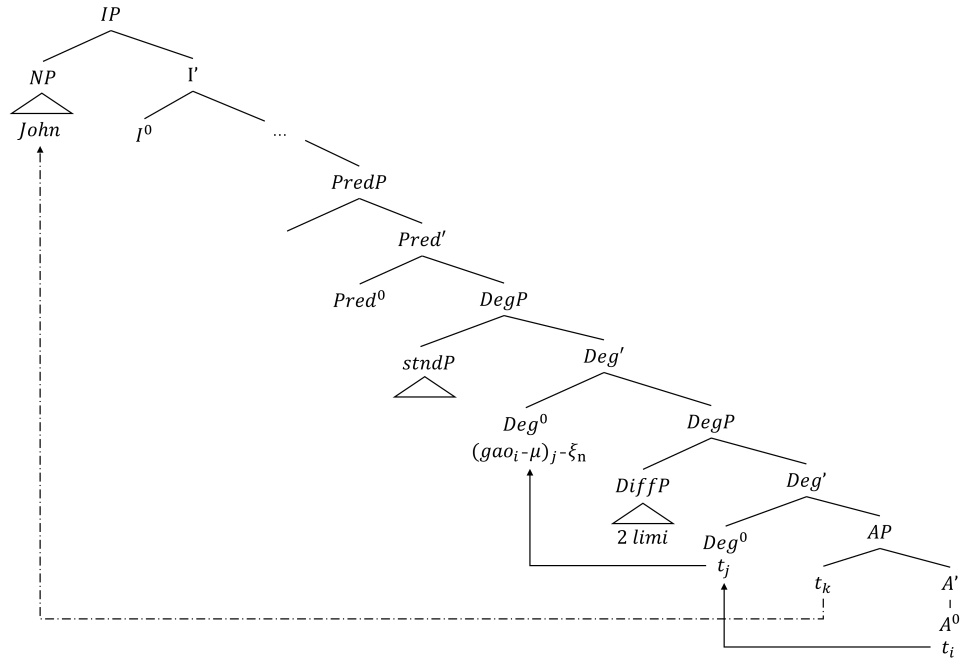 IP
NP I’
John I⁰ ...
PredP
Pred′
Pred⁰ DegP
stndP Deg′
Deg⁰ DegP
(gaoᵢ-μ)ⱼ-ξₙ
DiffP Deg’
2 limi Deg⁰ AP
tⱼ tₖ A’
A⁰
tᵢ